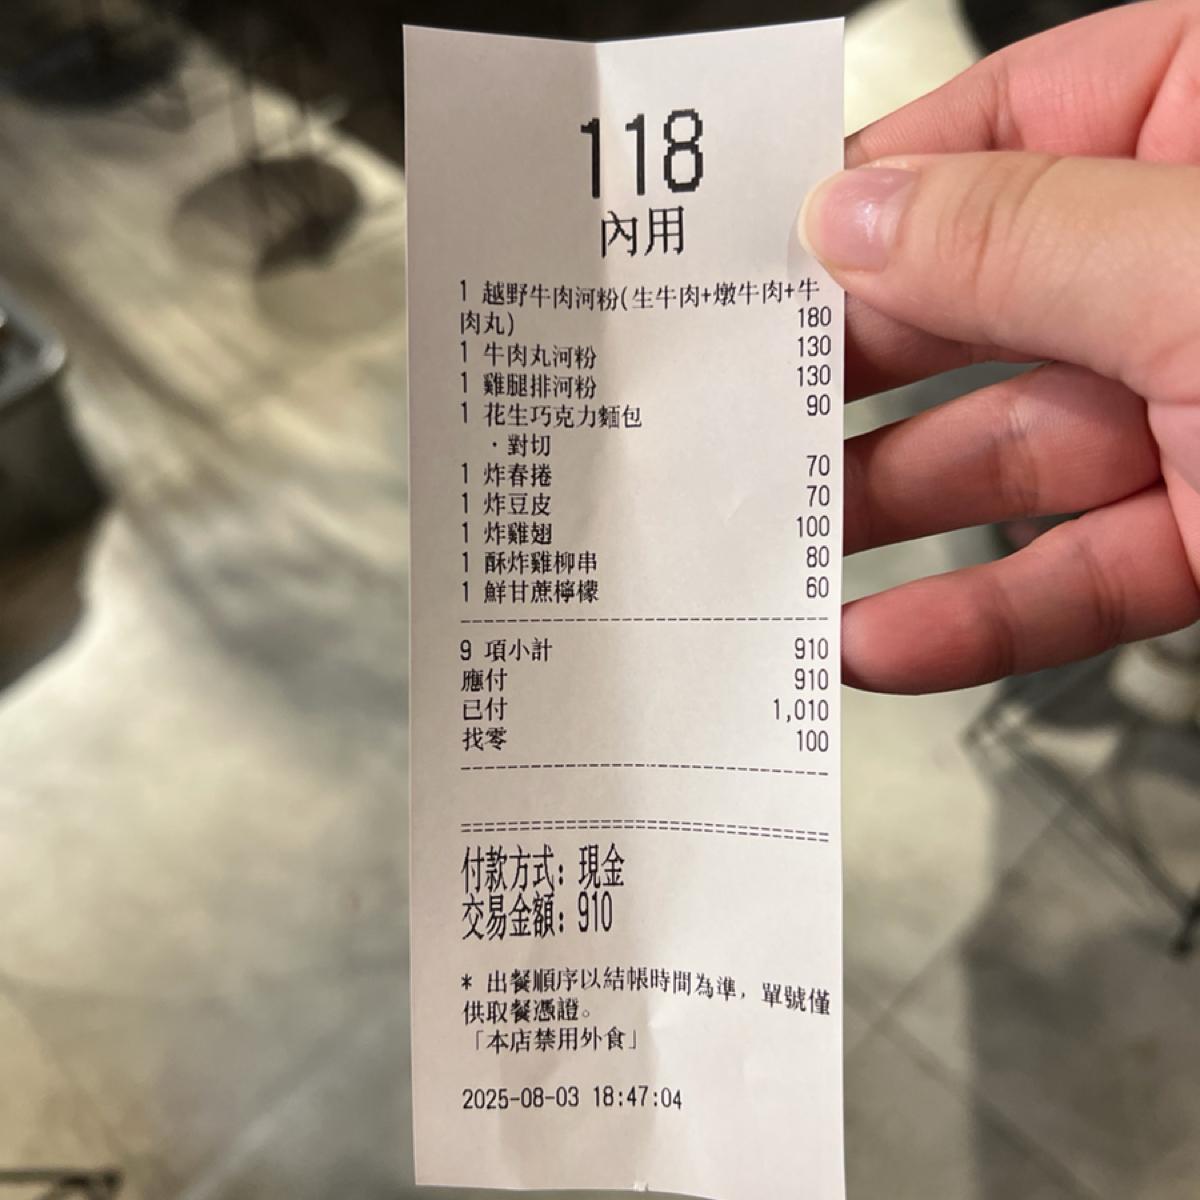 118
內用
1 越野牛肉河粉(生牛肉+燉牛肉+牛
肉丸) 180
1 牛肉丸河粉 130
1 雞腿排河粉 130
1 花生巧克力麵包 90
・對切
1 炸春捲 70
1 炸豆皮 70
1 炸雞翅 100
1 酥炸雞柳串 80
1 鮮甘蔗檸檬 60
--------------------------------
9 項小計 910
應付 910
已付 1,010
找零 100
--------------------------------
================================
付款方式: 現金
交易金額: 910
* 出餐順序以結帳時間為準, 單號僅
供取餐憑證。
「本店禁用外食」
2025-08-03 18:47:04